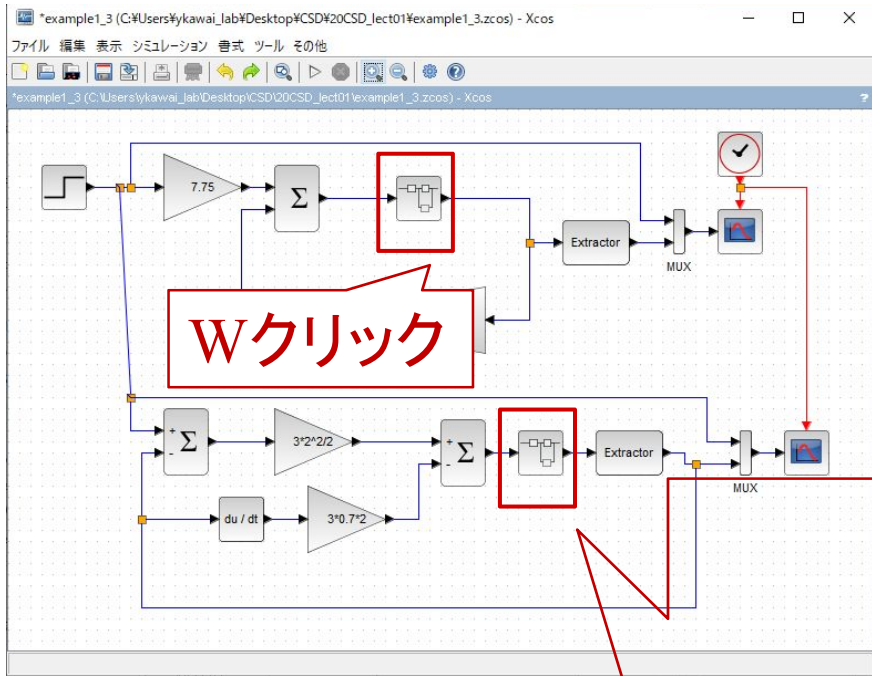 *example1_3 (C:¥Users¥ykawai_lab¥Desktop¥CSD¥20CSD_lect01¥example1_3.zcos) - Xcos
ファイル 編集 表示 シミュレーション 書式 ツール その他
*example1_3 (C:\Users\ykawai_lab\Desktop\CSD\20CSD_lect01\example1_3.zcos) - Xcos
?
7.75
Σ
Extractor
MUX
Wクリック
+
-
Σ
3*2^2/2
+
-
Σ
Extractor
MUX
du / dt
3*0.7*2